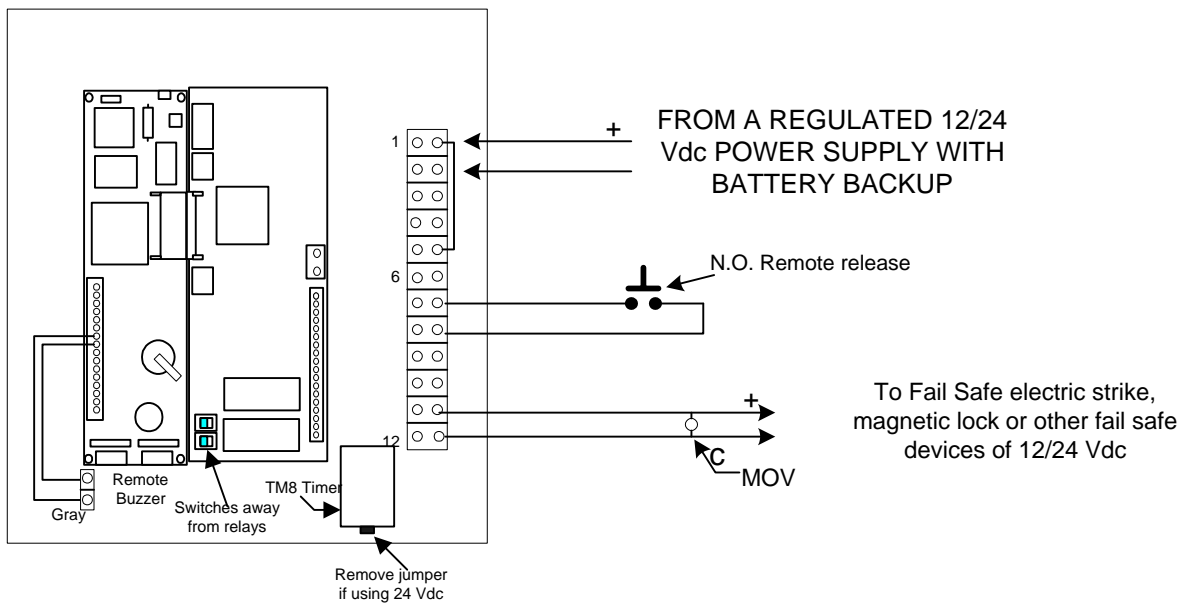 1
+
FROM A REGULATED 12/24
Vdc POWER SUPPLY WITH
BATTERY BACKUP
N.O. Remote release
6
To Fail Safe electric strike,
magnetic lock or other fail safe
devices of 12/24 Vdc
+
12
C
MOV
Remote
Buzzer
Gray
Switches away
from relays
TM8 Timer
Remove jumper
if using 24 Vdc